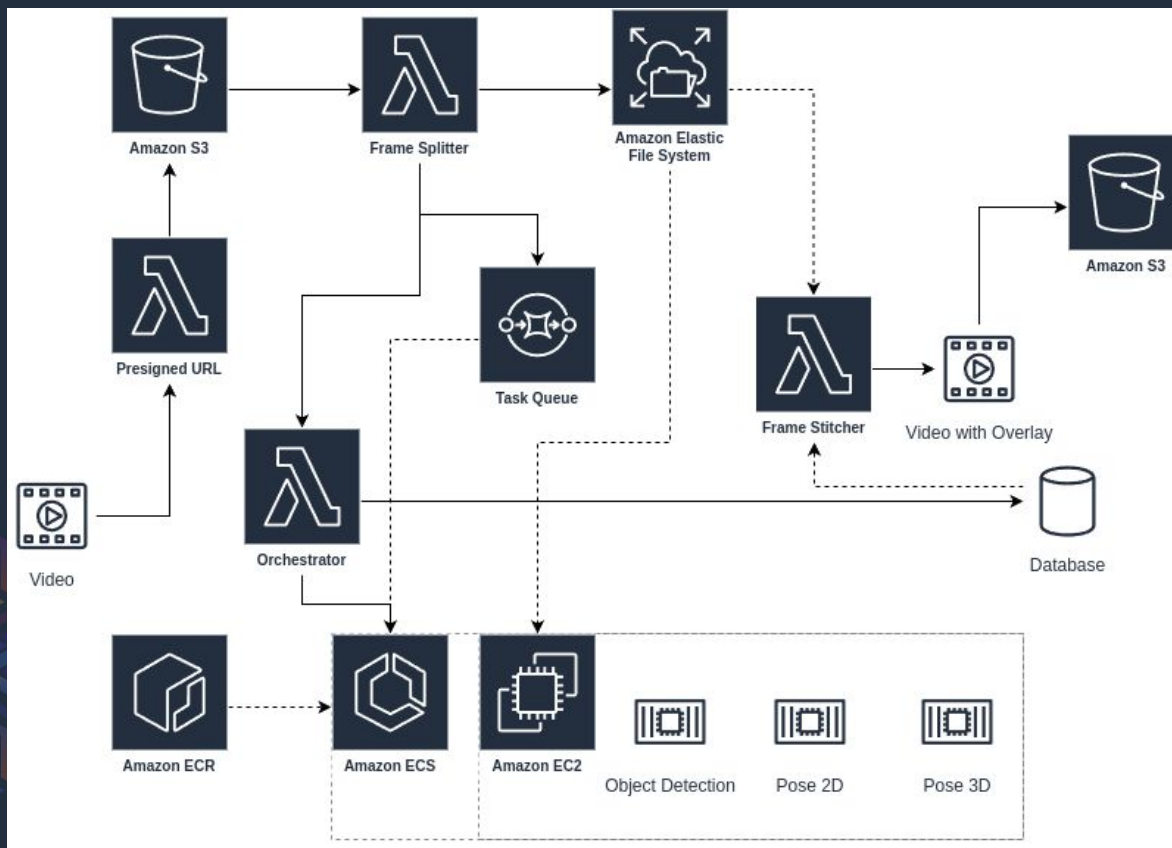 Amazon S3
Frame Splitter
Amazon Elastic
File System
Amazon S3
Presigned URL
Task Queue
Frame Stitcher
Video with Overlay
Video
Orchestrator
Database
Amazon ECR
Amazon ECS
Amazon EC2
Object Detection
Pose 2D
Pose 3D